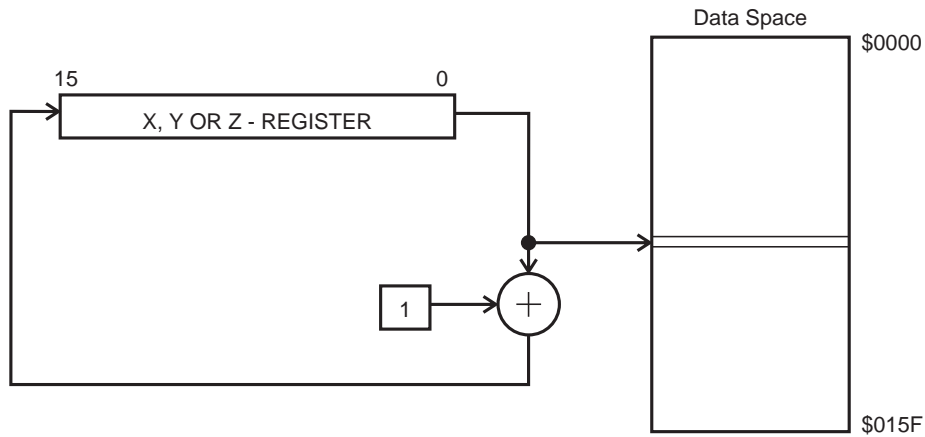 Data Space
$0000
15
0
X, Y OR Z - REGISTER
1
+
$015F